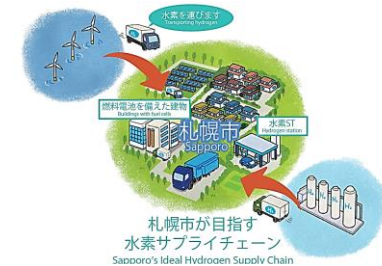 水素を運びます
Transporting hydrogen
燃料電池を備えた建物
Buildings with fuel cells
札幌市
Sapporo
水素ST
Hydrogen station
札幌市が目指す
水素サプライチェーン
Sapporo's Ideal Hydrogen Supply Chain